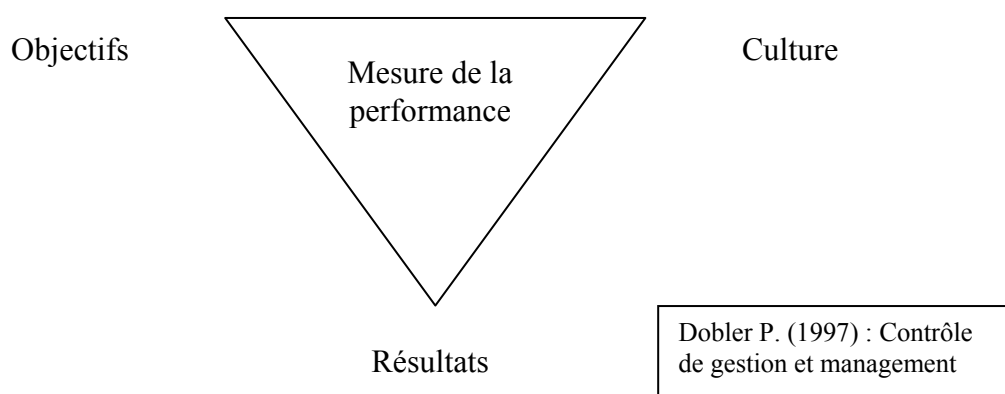 Objectifs
Culture
Mesure de la
performance
Résultats
Dobler P. (1997) : Contrôle
de gestion et management